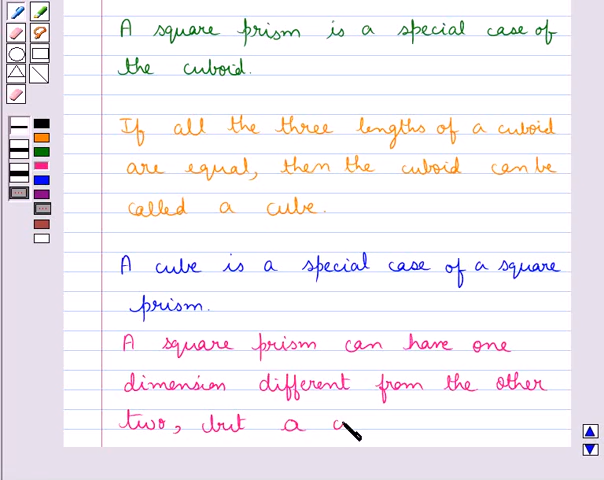 A square prism is a special case of
the cuboid.
If all the three lengths of a cuboid
are equal, then the cuboid can be
called a cube.
A cube is a special case of a square
prism.
A square prism can have one
dimension different from the other
two, but a c